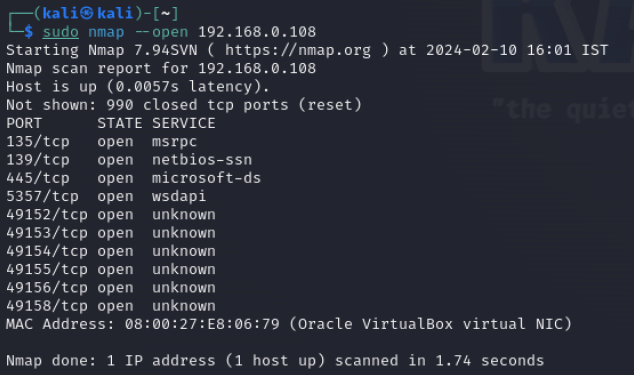 ┌──(kali㉿kali)-[~]
└─$ sudo nmap --open 192.168.0.108
Starting Nmap 7.94SVN ( https://nmap.org ) at 2024-02-10 16:01 IST
Nmap scan report for 192.168.0.108
Host is up (0.0057s latency).
Not shown: 990 closed tcp ports (reset)
"the quie
PORT      STATE SERVICE
135/tcp   open  msrpc
139/tcp   open  netbios-ssn
445/tcp   open  microsoft-ds
5357/tcp  open  wsdapi
49152/tcp open  unknown
49153/tcp open  unknown
49154/tcp open  unknown
49155/tcp open  unknown
49156/tcp open  unknown
49158/tcp open  unknown
MAC Address: 08:00:27:E8:06:79 (Oracle VirtualBox virtual NIC)
Nmap done: 1 IP address (1 host up) scanned in 1.74 seconds